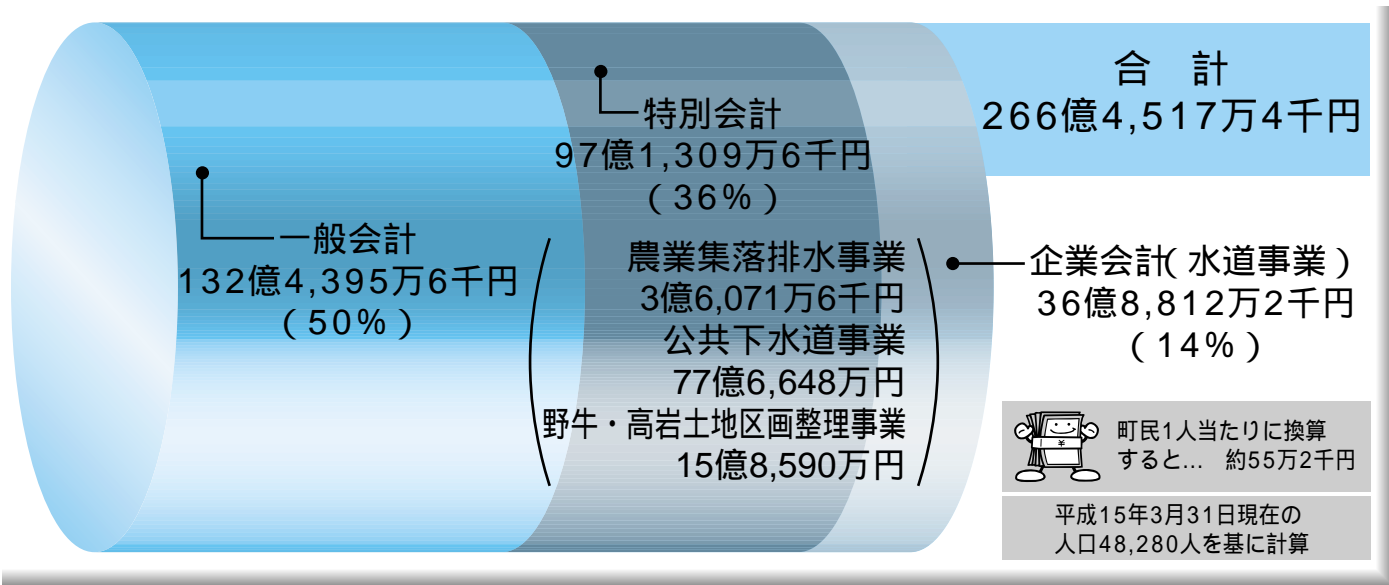 合 計
266億4,517万4千円
特別会計
97億1,309万6千円
(36%)
一般会計
132億4,395万6千円
(50%)
農業集落排水事業
3億6,071万6千円
公共下水道事業
77億6,648万円
野牛・高岩土地区画整理事業
15億8,590万円
企業会計(水道事業)
36億8,812万2千円
(14%)
¥
町民1人当たりに換算
すると... 約55万2千円
平成15年3月31日現在の
人口48,280人を基に計算